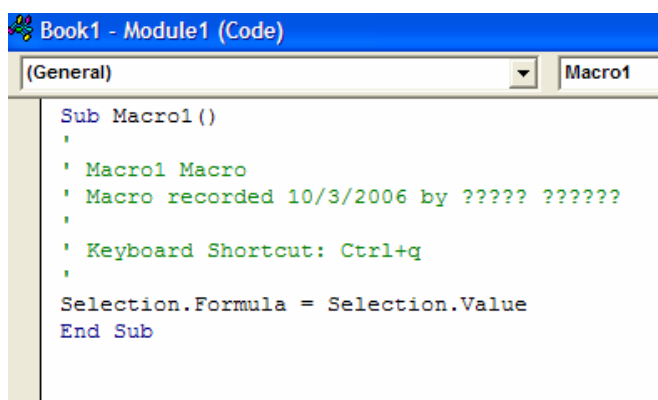 Book1 - Module1 (Code)
(General) Macro1
Sub Macro1()
'
' Macro1 Macro
' Macro recorded 10/3/2006 by ????? ??????
'
' Keyboard Shortcut: Ctrl+q
'
Selection.Formula = Selection.Value
End Sub